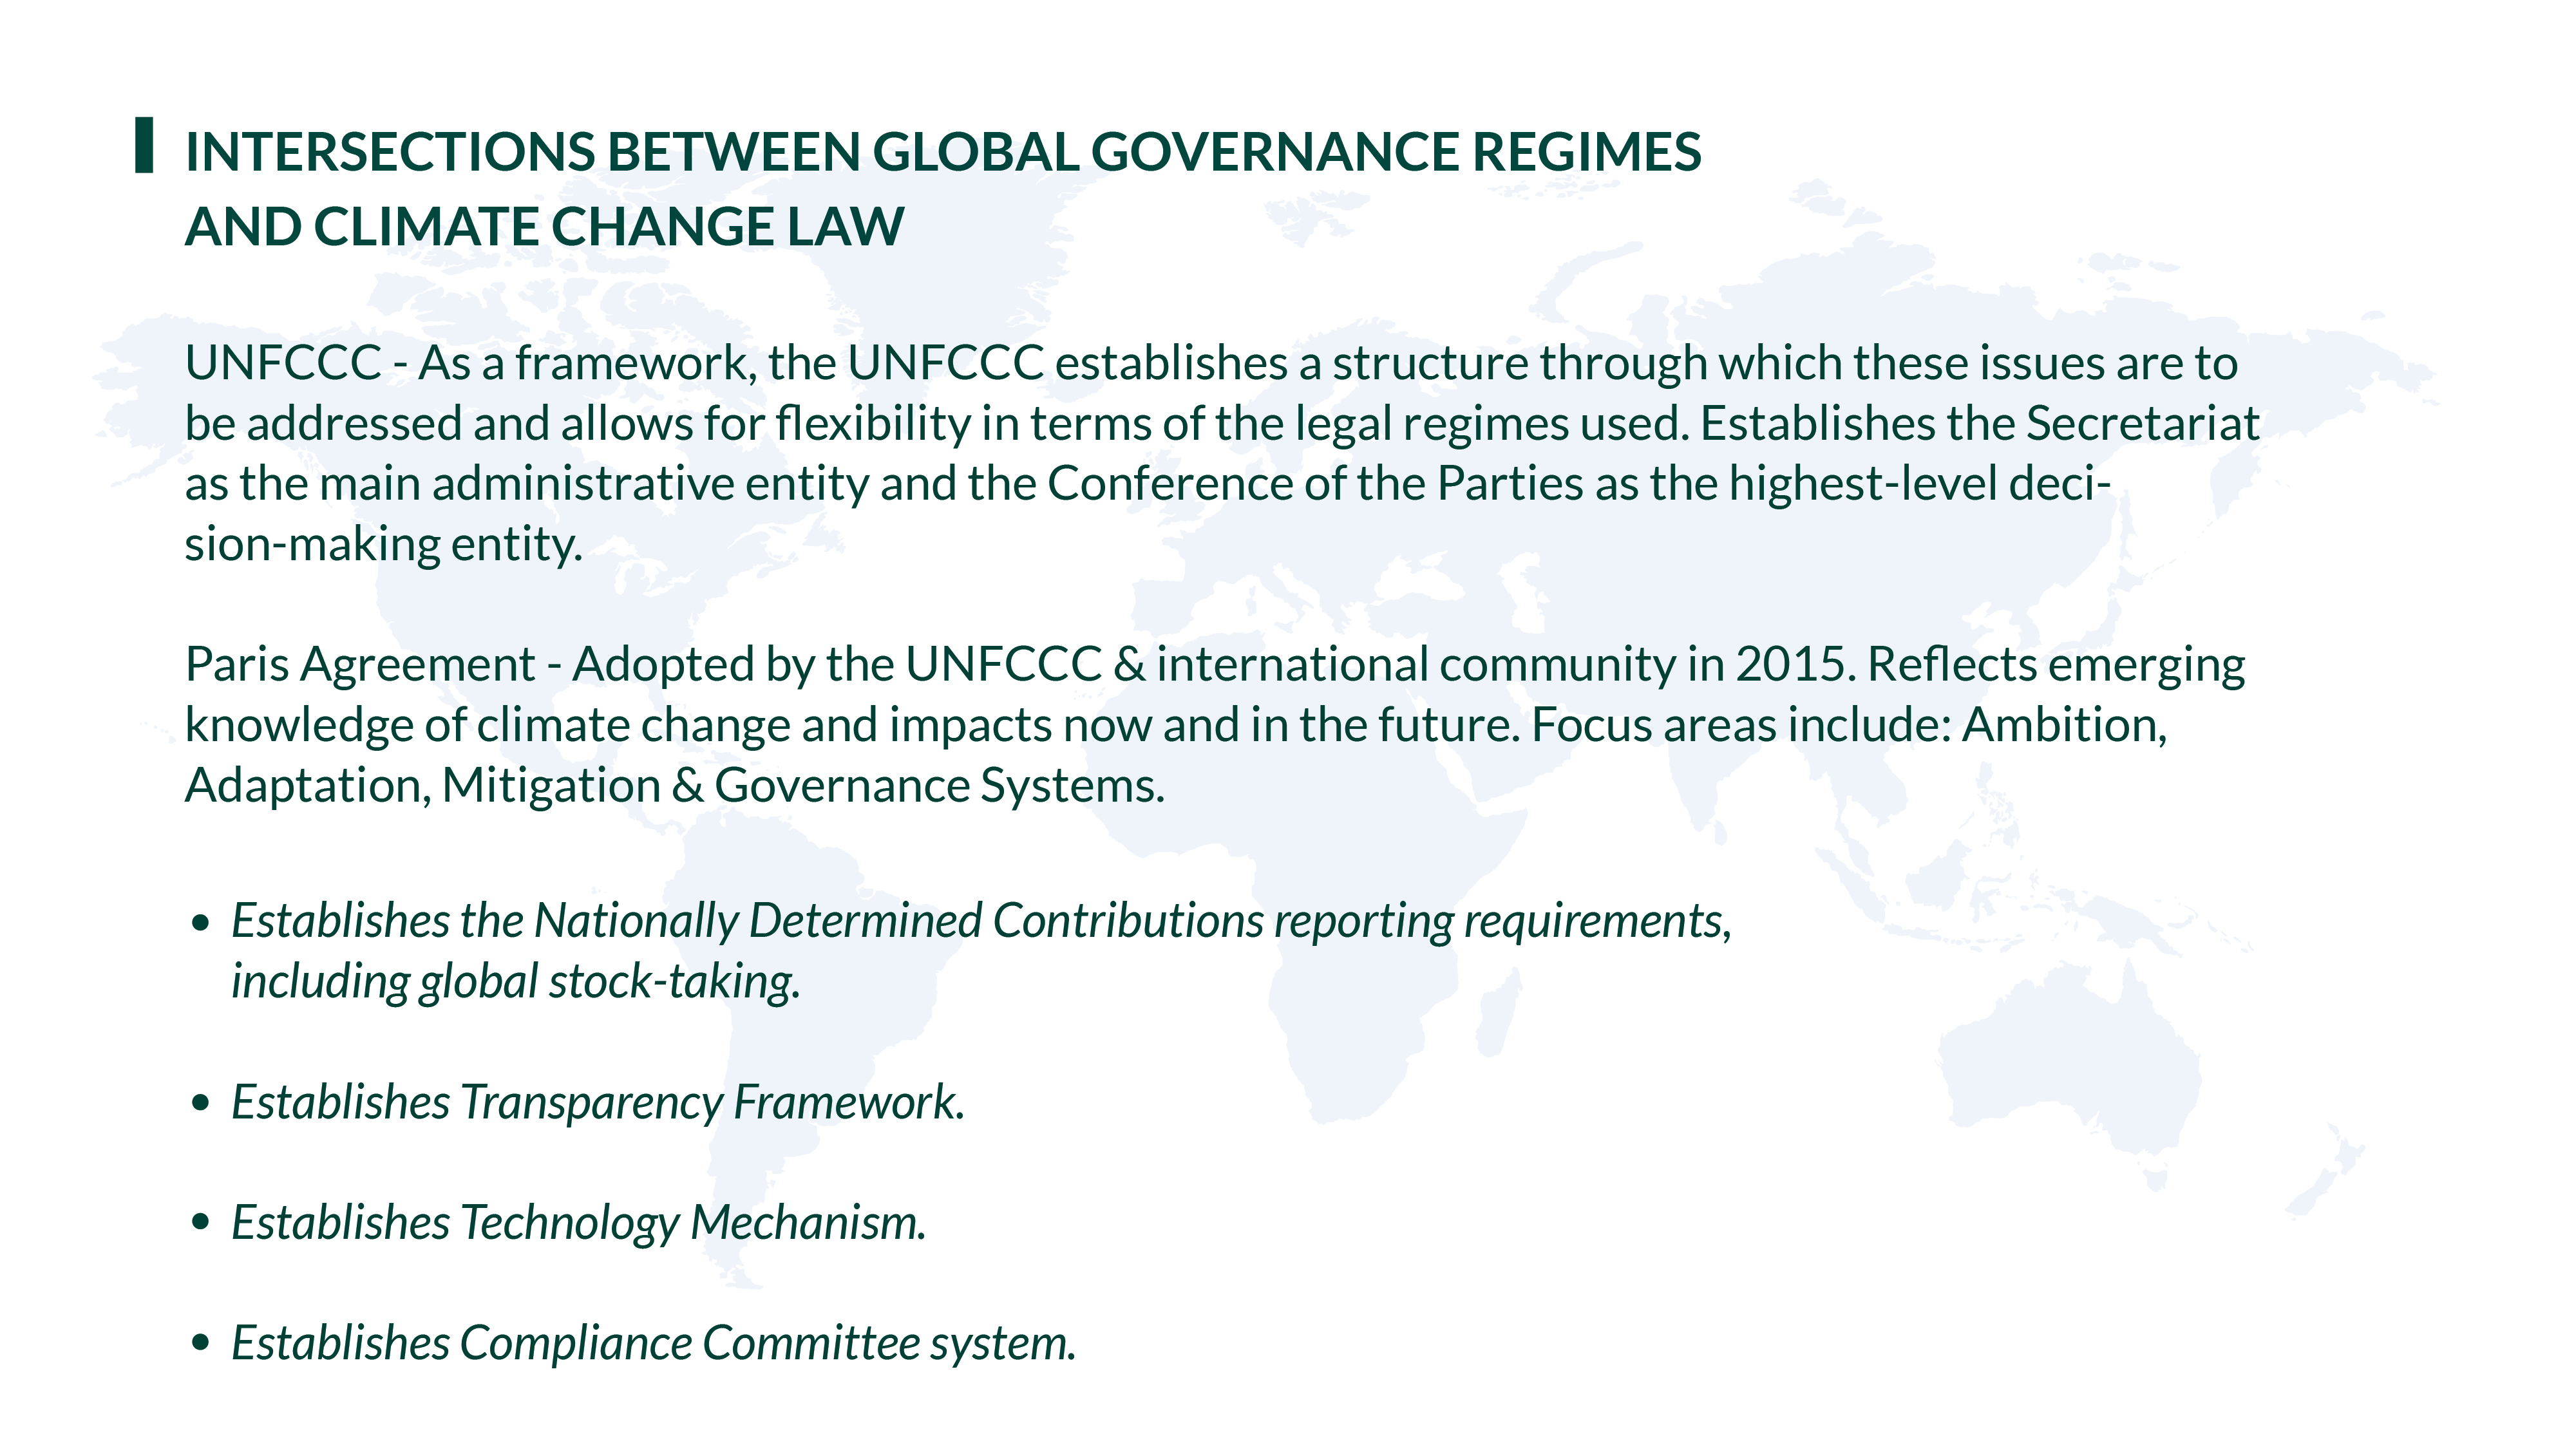 INTERSECTIONS BETWEEN GLOBAL GOVERNANCE REGIMES
AND CLIMATE CHANGE LAW
UNFCCC - As a framework, the UNFCCC establishes a structure through which these issues are to
be addressed and allows for flexibility in terms of the legal regimes used. Establishes the Secretariat
as the main administrative entity and the Conference of the Parties as the highest-level deci-
sion-making entity.
Paris Agreement - Adopted by the UNFCCC & international community in 2015. Reflects emerging
knowledge of climate change and impacts now and in the future. Focus areas include: Ambition,
Adaptation, Mitigation & Governance Systems.
• Establishes the Nationally Determined Contributions reporting requirements,
including global stock-taking.
• Establishes Transparency Framework.
• Establishes Technology Mechanism.
• Establishes Compliance Committee system.